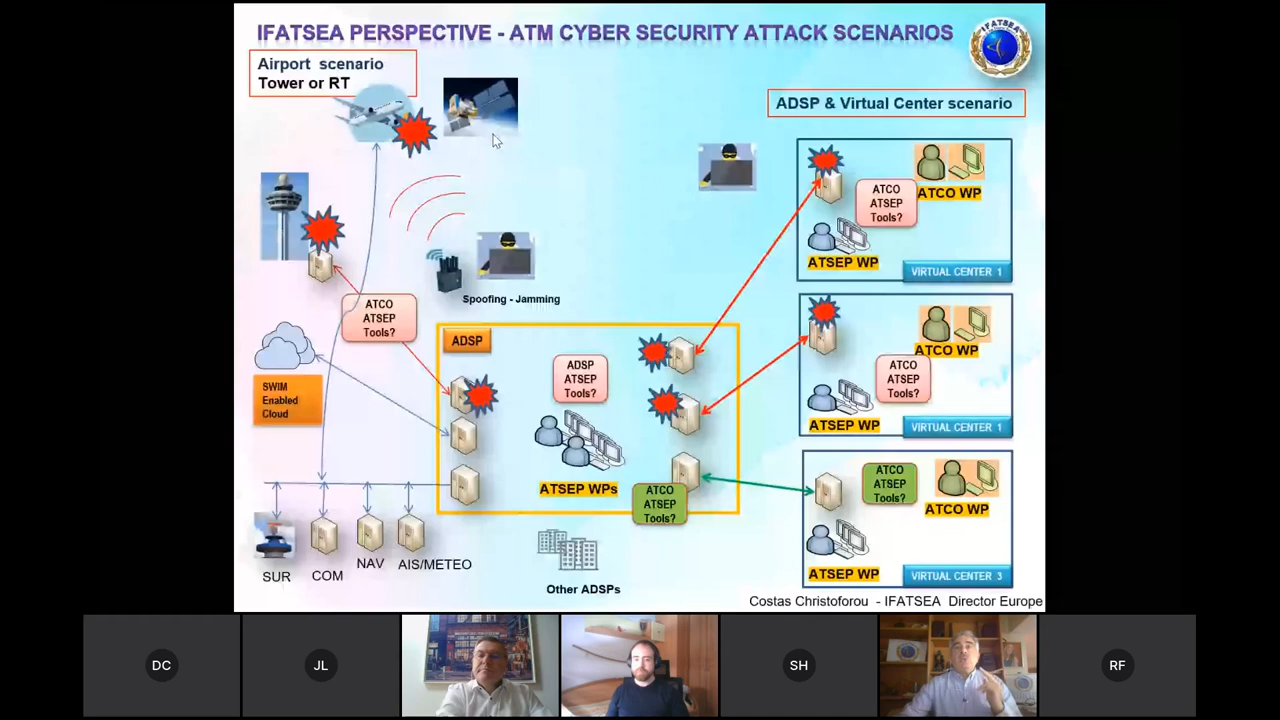 IFATSEA PERSPECTIVE - ATM CYBER SECURITY ATTACK SCENARIOS
IFATSEA
Airport scenario
Tower or RT
ADSP & Virtual Center scenario
ATCO
ATSEP
Tools?
ATCO WP
ATSEP WP
VIRTUAL CENTER 1
Spoofing - Jamming
ATCO
ATSEP
Tools?
ADSP
ADSP
ATSEP
Tools?
ATCO WP
ATCO
ATSEP
Tools?
ATSEP WP
VIRTUAL CENTER 1
SWIM
Enabled
Cloud
ATSEP WPs
ATCO
ATSEP
Tools?
ATCO
ATSEP
Tools?
ATCO WP
ATSEP WP
VIRTUAL CENTER 3
SUR
COM
NAV
AIS/METEO
Other ADSPs
Costas Christoforou - IFATSEA Director Europe
DC
JL
SH
RF